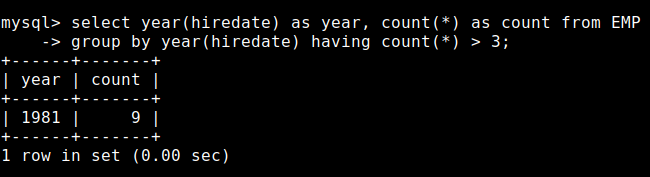 mysql> select year(hiredate) as year, count(*) as count from EMP
    -> group by year(hiredate) having count(*) > 3;
+------+-------+
| year | count |
+------+-------+
| 1981 |     9 |
+------+-------+
1 row in set (0.00 sec)